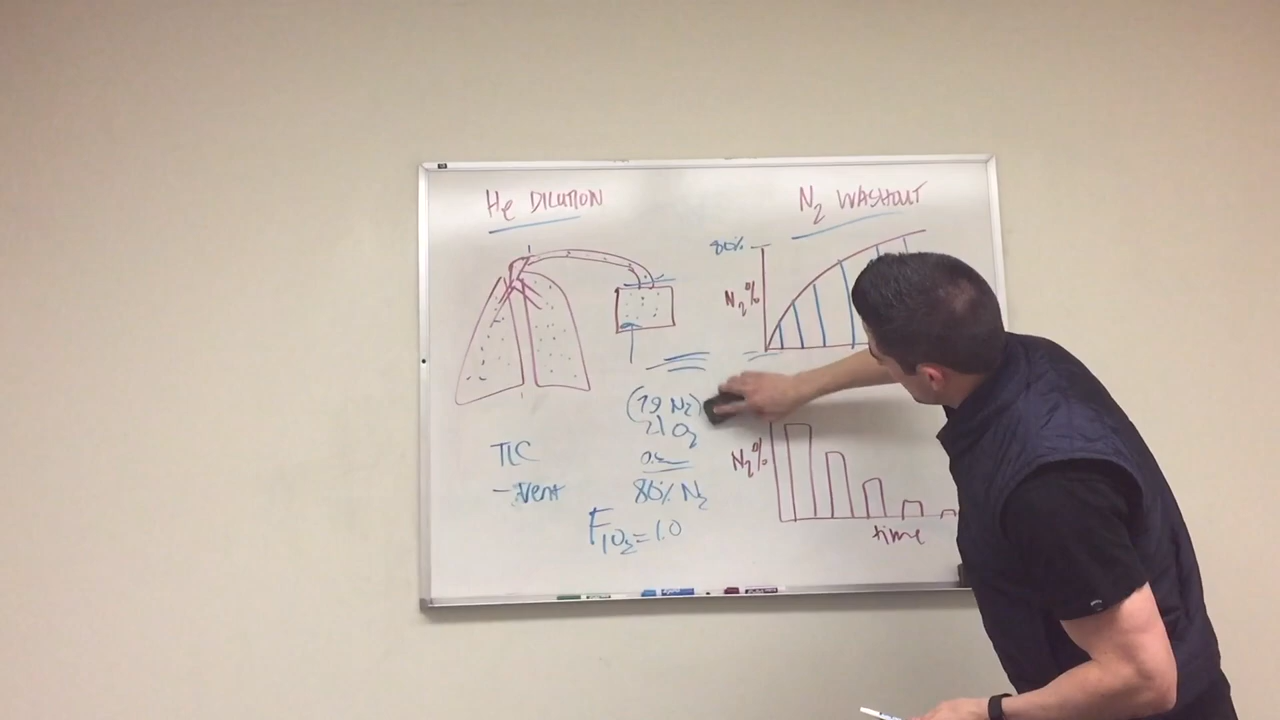 He DILUTION
TLC
(79 N2)
21 O2
80% N2
FIO2=1.0
N2 WASHOUT
80%
N2%
N2%
time